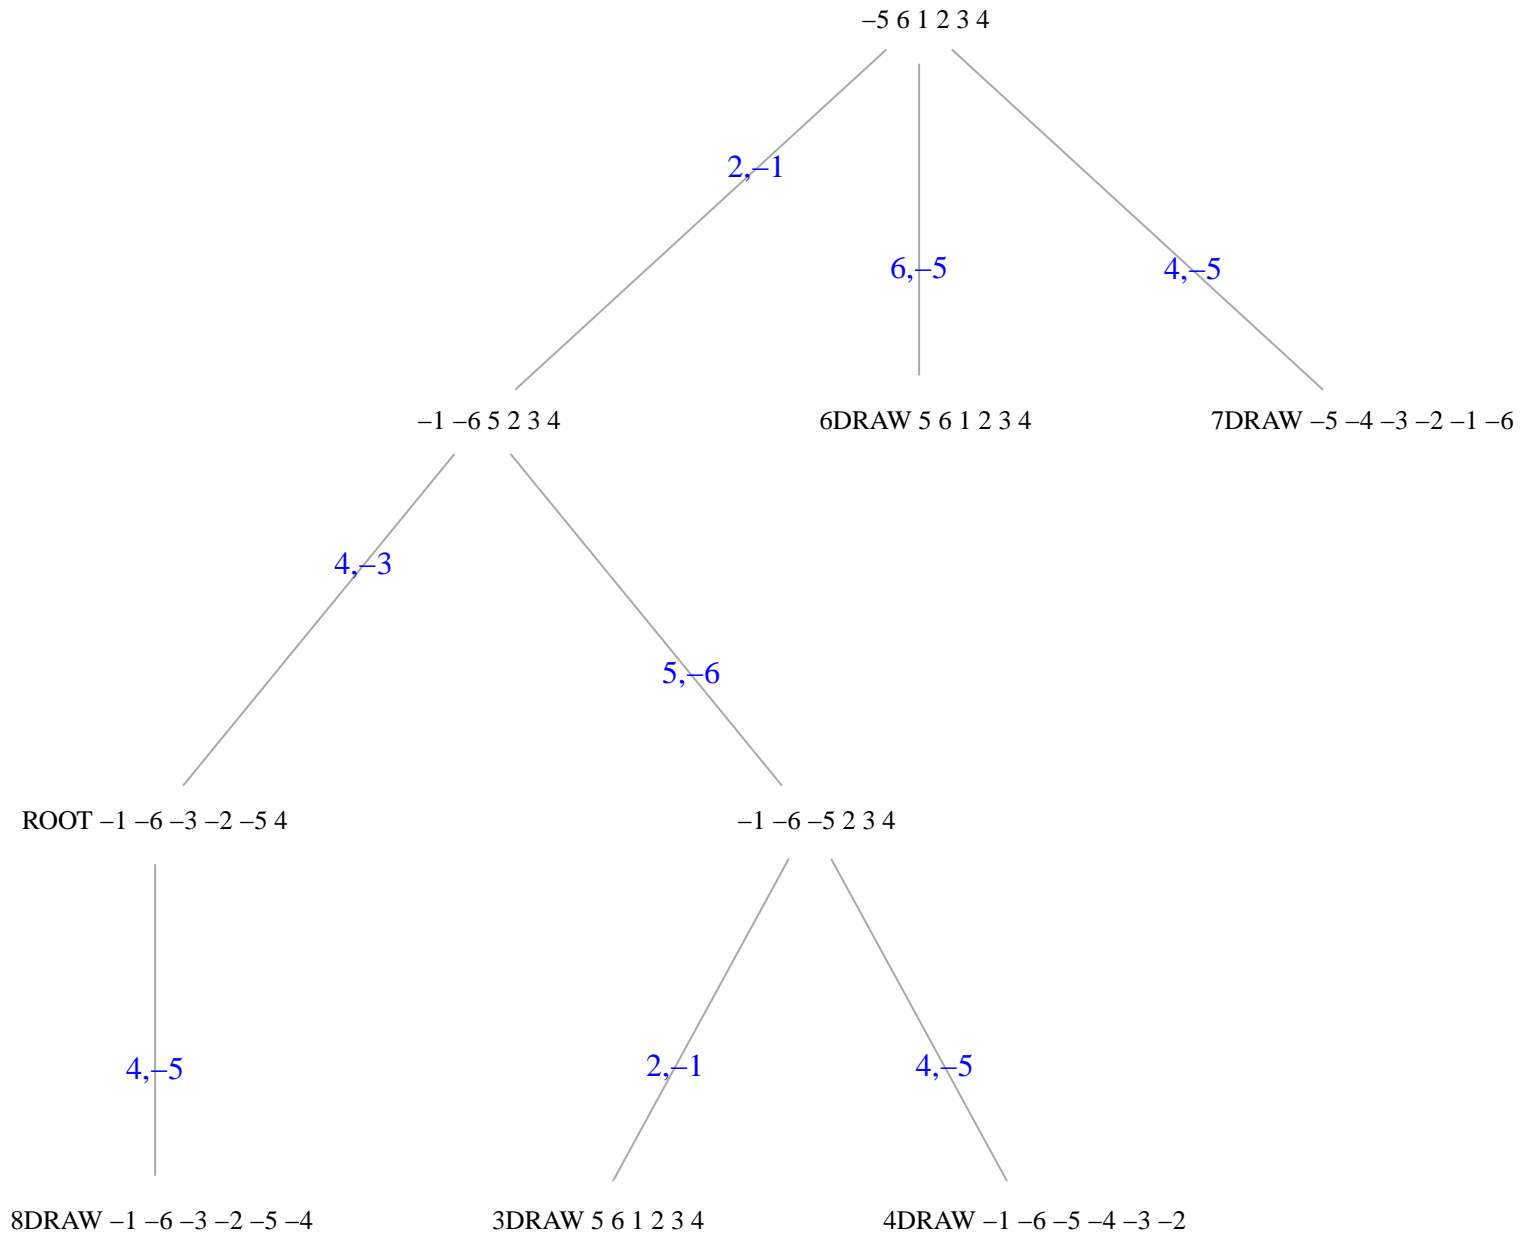 –5 6 1 2 3 4
2,–1
6,–5
4,–5
–1 –6 5 2 3 4
6DRAW 5 6 1 2 3 4
7DRAW –5 –4 –3 –2 –1 –6
4,–3
5,–6
ROOT –1 –6 –3 –2 –5 4
–1 –6 –5 2 3 4
4,–5
2,–1
4,–5
8DRAW –1 –6 –3 –2 –5 –4
3DRAW 5 6 1 2 3 4
4DRAW –1 –6 –5 –4 –3 –2